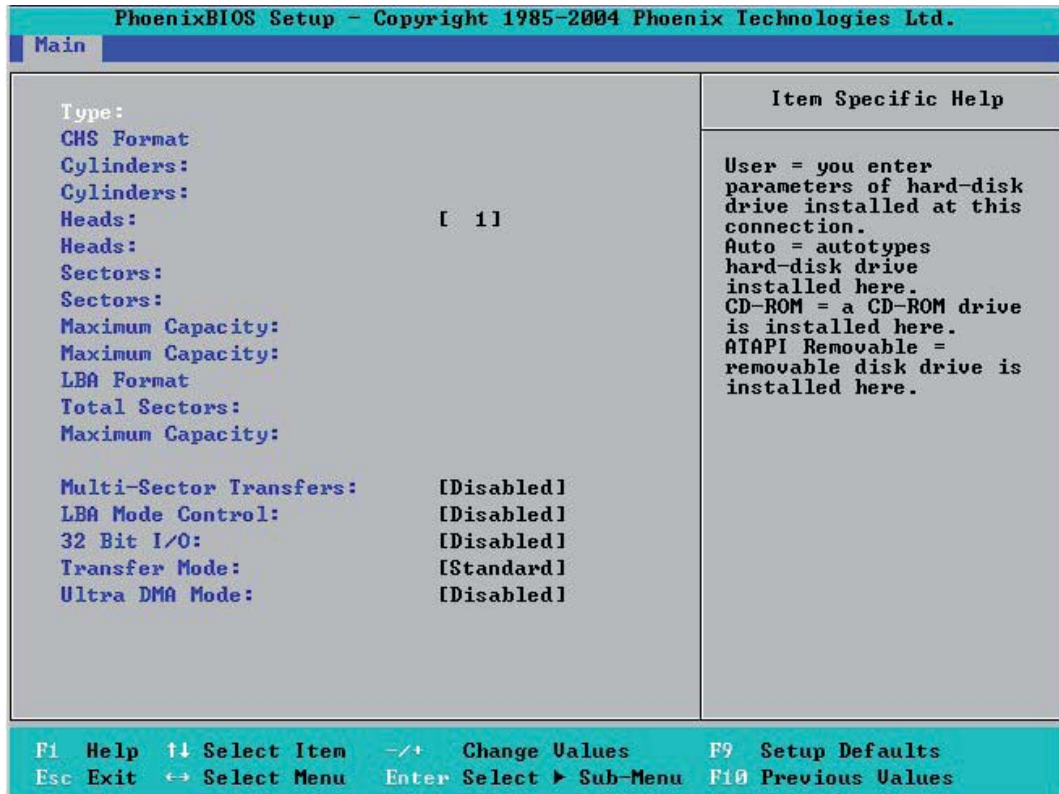 PhoenixBIOS Setup - Copyright 1985-2004 Phoenix Technologies Ltd.
Main
Type:
CHS Format
Cylinders:
Cylinders:
Heads: [ 1]
Heads:
Sectors:
Sectors:
Maximum Capacity:
Maximum Capacity:
LBA Format
Total Sectors:
Maximum Capacity:
Multi-Sector Transfers: [Disabled]
LBA Mode Control: [Disabled]
32 Bit I/O: [Disabled]
Transfer Mode: [Standard]
Ultra DMA Mode: [Disabled]
Item Specific Help
User = you enter
parameters of hard-disk
drive installed at this
connection.
Auto = autotypes
hard-disk drive
installed here.
CD-ROM = a CD-ROM drive
is installed here.
ATAPI Removable =
removable disk drive is
installed here.
F1 Help ↑↓ Select Item -/+ Change Values F9 Setup Defaults
Esc Exit ↔ Select Menu Enter Select ▶ Sub-Menu F10 Previous Values